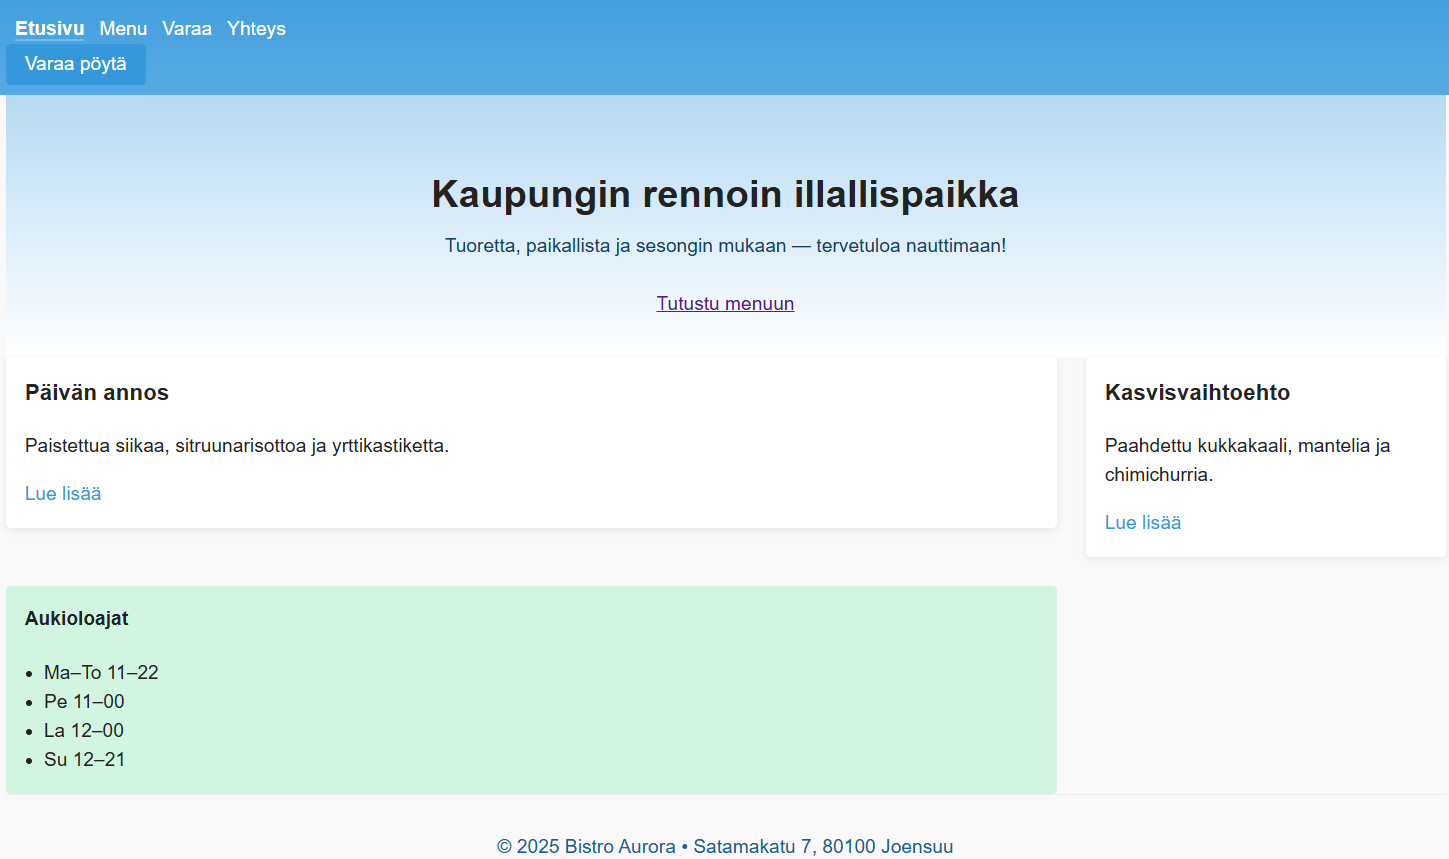 Etusivu Menu Varaa Yhteys
Varaa pöytä
Kaupungin rennoin illallispaikka
Tuoretta, paikallista ja sesongin mukaan — tervetuloa nauttimaan!
Tutustu menuun
Päivän annos
Paistettua siikaa, sitruunarisottoa ja yrttikastiketta.
Lue lisää
Kasvisvaihtoehto
Paahdettu kukkakaali, mantelia ja
chimichurria.
Lue lisää
Aukioloajat
• Ma–To 11–22
• Pe 11–00
• La 12–00
• Su 12–21
© 2025 Bistro Aurora • Satamakatu 7, 80100 Joensuu